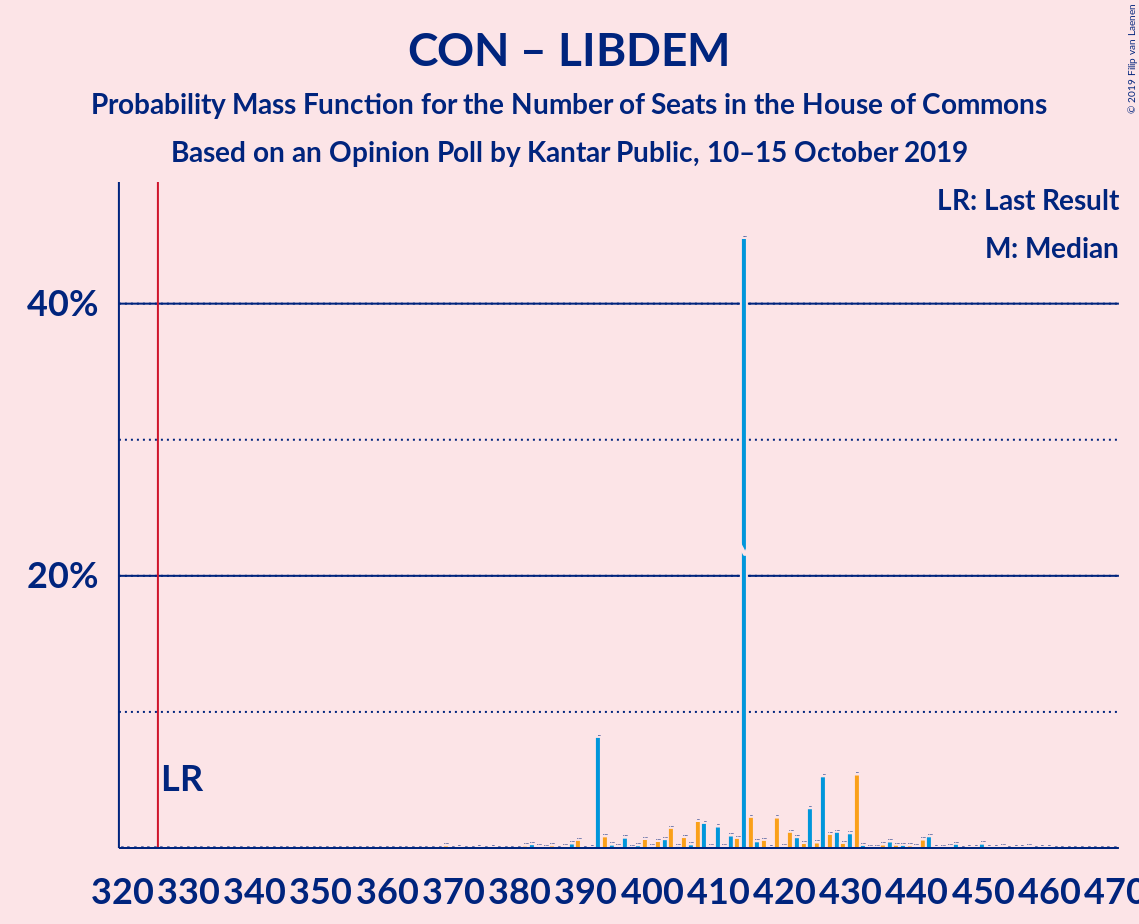 CON – LIBDEM
Probability Mass Function for the Number of Seats in the House of Commons
Based on an Opinion Poll by Kantar Public, 10–15 October 2019
© 2019 Filip van Laenen
LR: Last Result
M: Median
40%
20%
LR
320 330 340 350 360 370 380 390 400 410 420 430 440 450 460 470